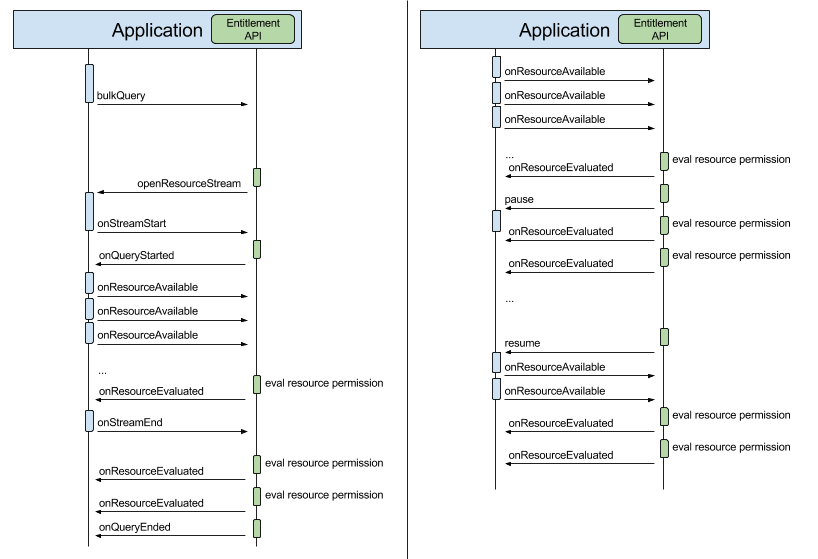 Application
Entitlement
API
bulkQuery
openResourceStream
onStreamStart
onQueryStarted
onResourceAvailable
onResourceAvailable
onResourceAvailable
...
onResourceEvaluated
eval resource permission
onStreamEnd
eval resource permission
onResourceEvaluated
eval resource permission
onResourceEvaluated
onQueryEnded
Application
Entitlement
API
onResourceAvailable
onResourceAvailable
onResourceAvailable
...
eval resource permission
onResourceEvaluated
pause
eval resource permission
onResourceEvaluated
eval resource permission
onResourceEvaluated
...
resume
onResourceAvailable
onResourceAvailable
eval resource permission
onResourceEvaluated
eval resource permission
onResourceEvaluated